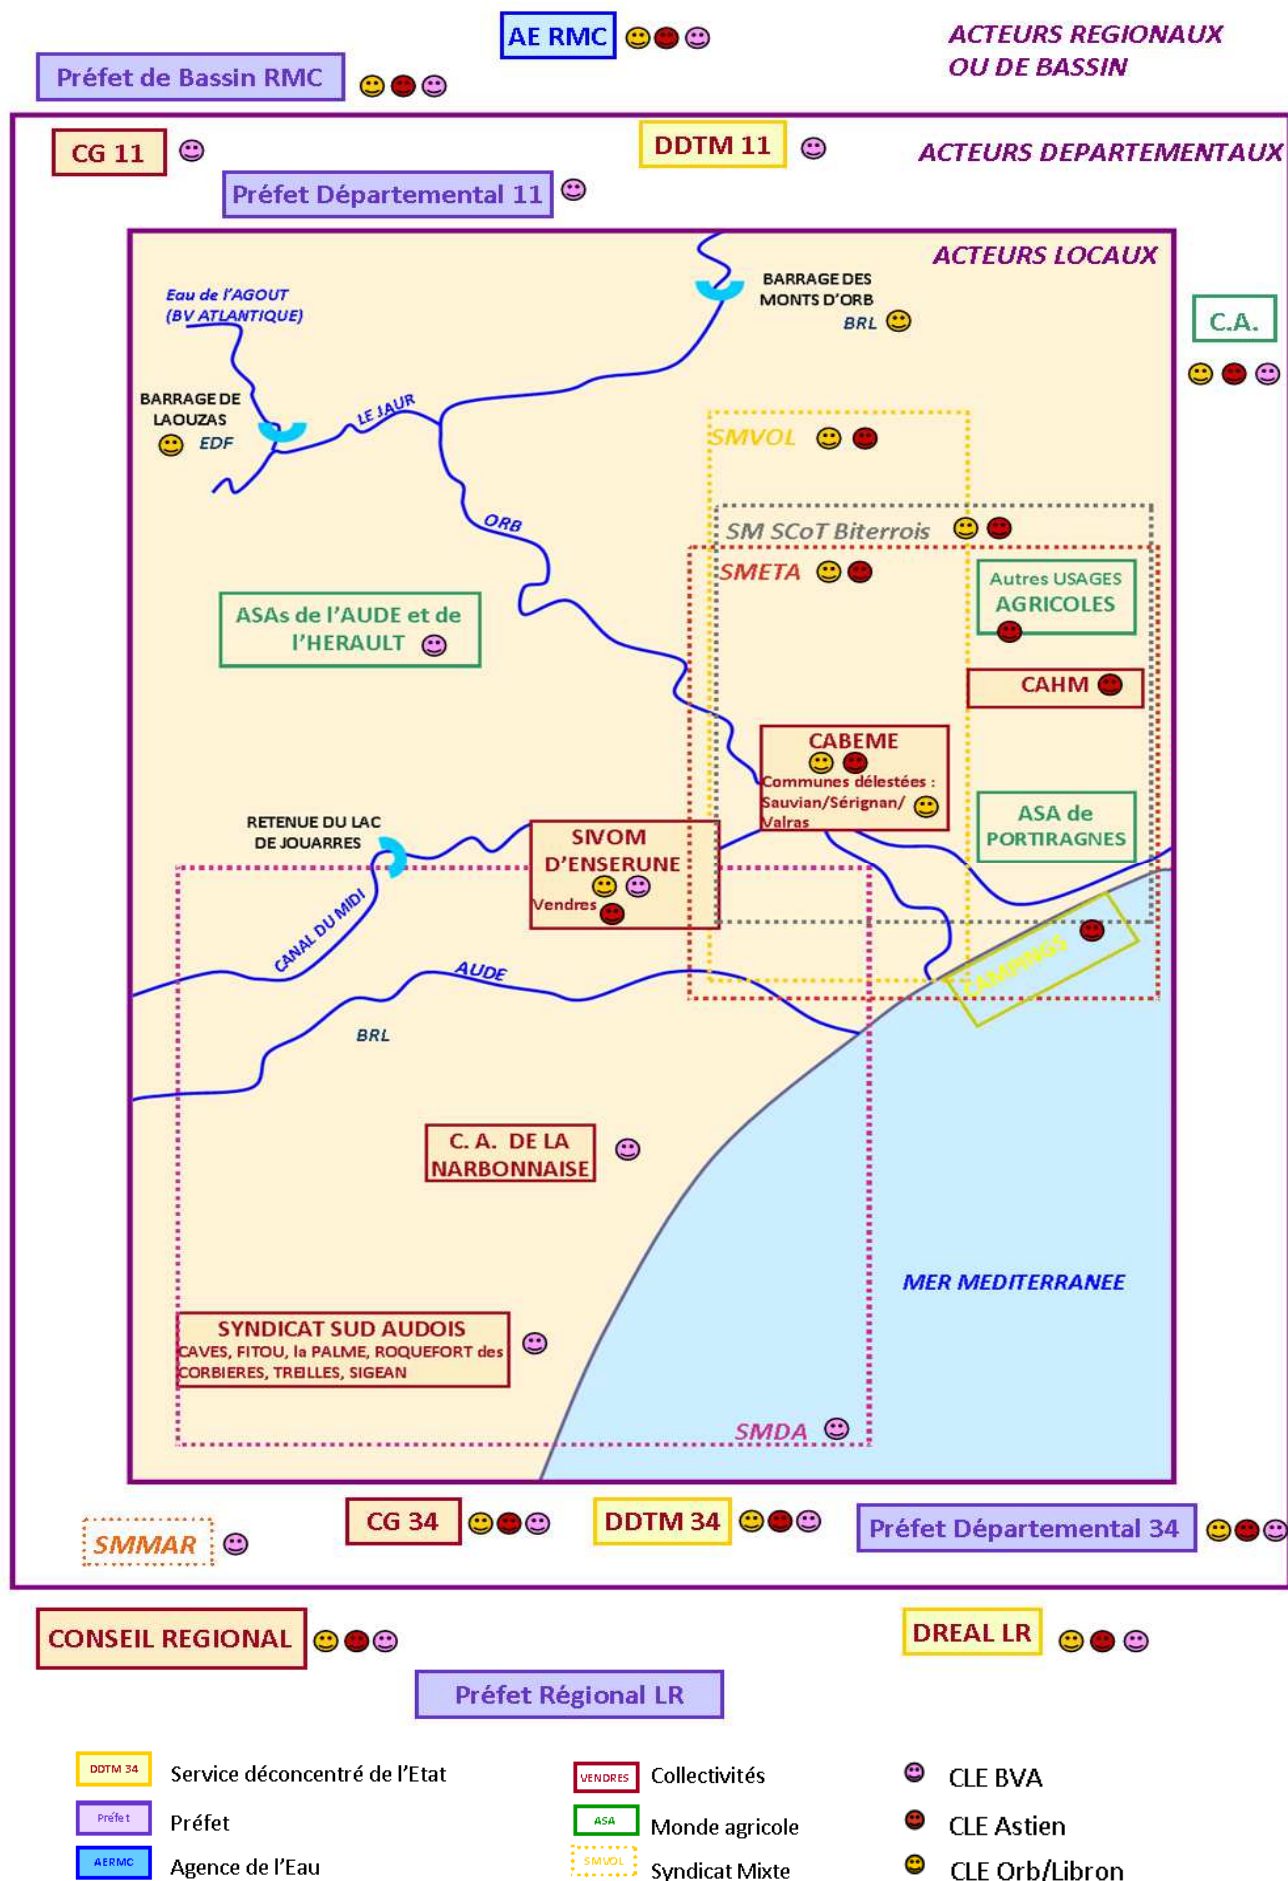 AE RMC
ACTEURS REGIONAUX
OU DE BASSIN
Préfet de Bassin RMC
CG 11
DDTM 11
ACTEURS DEPARTEMENTAUX
Préfet Départemental 11
ACTEURS LOCAUX
Eau de l'AGOUT
(BV ATLANTIQUE)
BARRAGE DES
MONTS D'ORB
BRL
C.A.
BARRAGE DE
LAOUZAS
EDF
LE JAUR
SMVOL
ORB
SM SCoT Biterrois
SMETA
Autres USAGES
AGRICOLES
ASAs de l'AUDE et de
l'HERAULT
CAHM
CABEME
Communes délestées :
Sauvian/Sérignan/
Valras
RETENUE DU LAC
DE JOUARRES
SIVOM
D'ENSERUNE
Vendres
ASA de
PORTIRAGNES
CANAL DU MIDI
CAMPINGS
AUDE
BRL
C. A. DE LA
NARBONNAISE
MER MEDITERRANEE
SYNDICAT SUD AUDOIS
CAVES, FITOU, la PALME, ROQUEFORT des
CORBIERES, TREILLES, SIGEAN
SMDA
SMMAR
CG 34
DDTM 34
Préfet Départemental 34
CONSEIL REGIONAL
DREAL LR
Préfet Régional LR
DDTM 34
Service déconcentré de l'Etat
VENDRES
Collectivités
CLE BVA
Préfet
Préfet
ASA
Monde agricole
CLE Astien
AERMC
Agence de l'Eau
SMVOL
Syndicat Mixte
CLE Orb/Libron